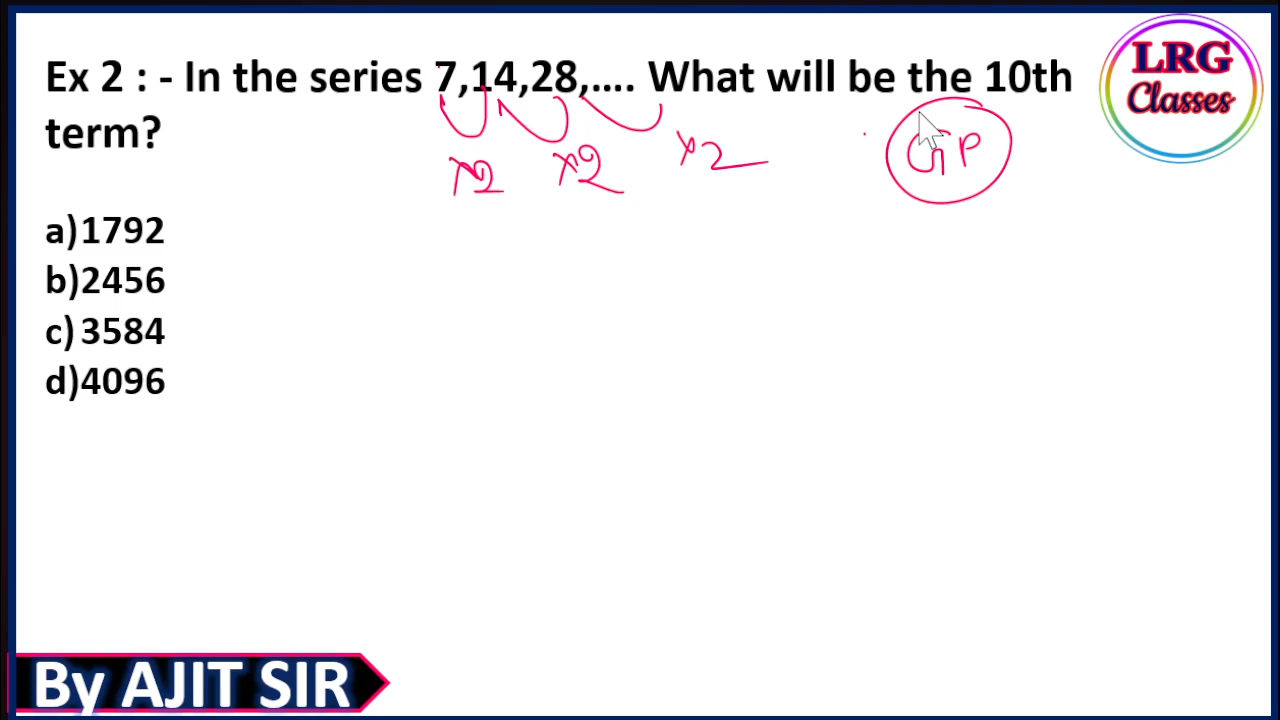 Ex 2 : - In the series 7,14,28,.... What will be the 10th
term?
×2 ×2 ×2
GP
a)1792
b)2456
c)3584
d)4096
LRG
Classes
By AJIT SIR